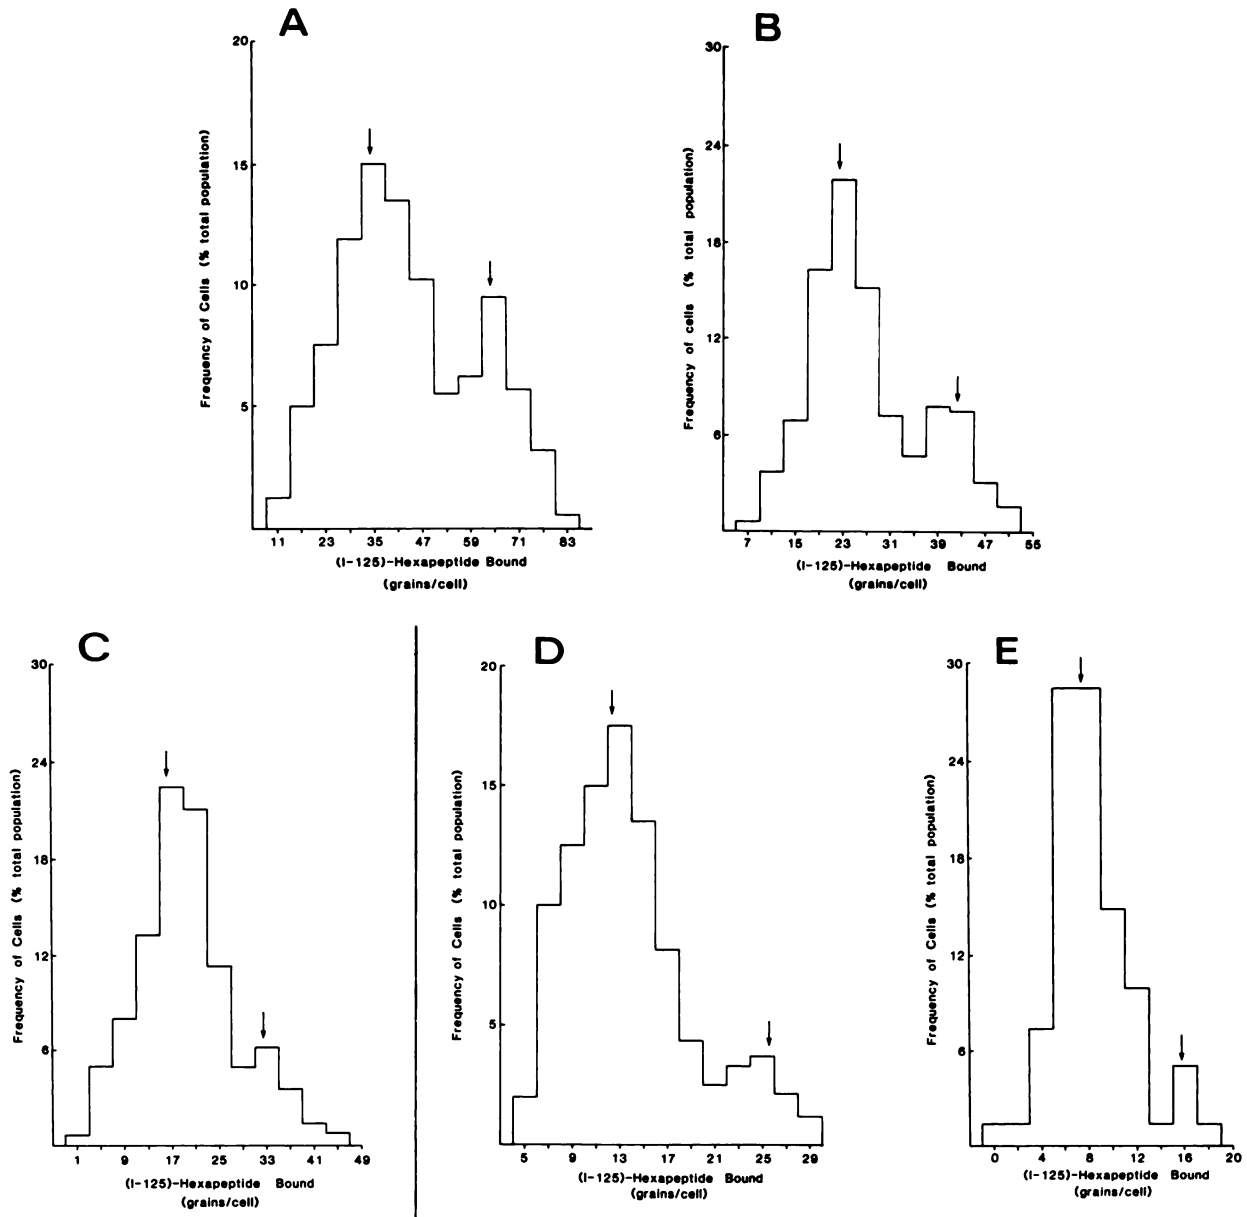 A
20
15
10
5
Frequency of Cells (% total population)
11 23 35 47 59 71 83
(I-125)-Hexapeptide Bound
(grains/cell)
B
30
24
18
12
6
Frequency of cells (% total population)
7 15 23 31 39 47 55
(I-125)-Hexapeptide Bound
(grains/cell)
C
30
24
18
12
6
Frequency of Cells (% total population)
1 9 17 25 33 41 49
(I-125)-Hexapeptide Bound
(grains/cell)
D
20
15
10
5
Frequency of Cells (% total population)
5 9 13 17 21 25 29
(I-125)-Hexapeptide Bound
(grains/cell)
E
30
24
18
12
6
Frequency of Cells (% total population)
0 4 8 12 16 20
(I-125)-Hexapeptide Bound
(grains/cell)